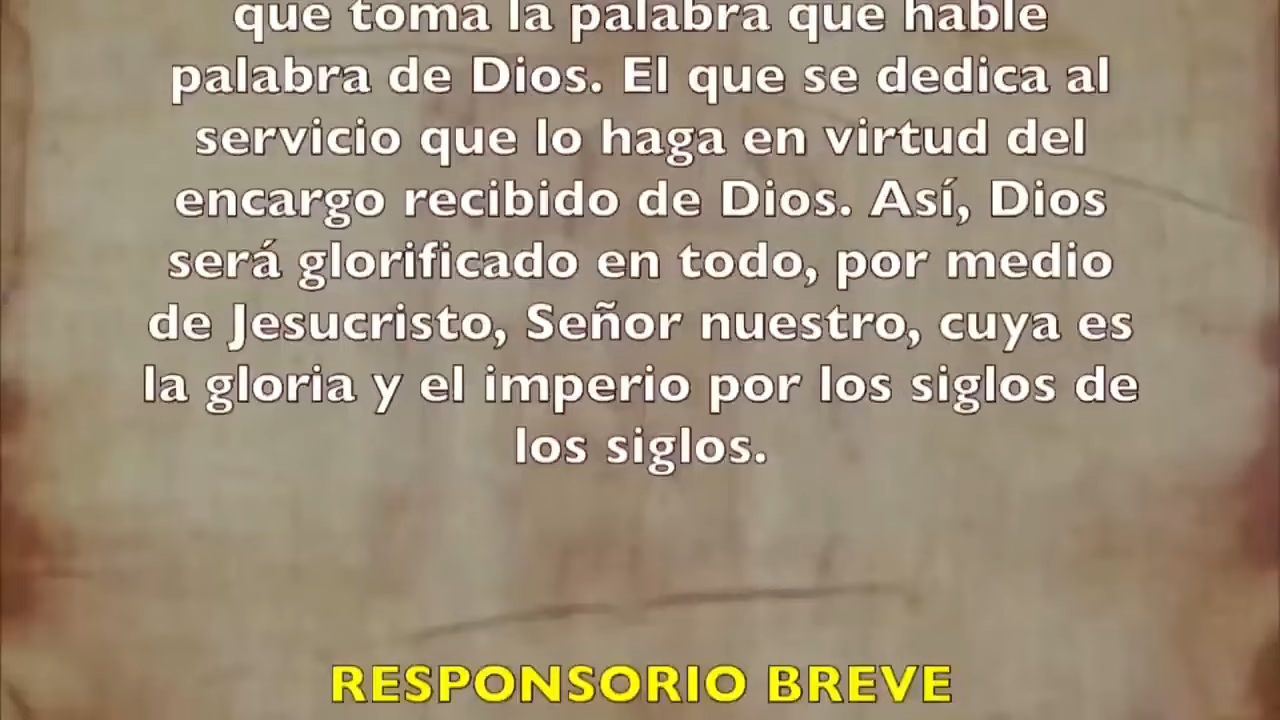 que toma la palabra que hable
palabra de Dios. El que se dedica al
servicio que lo haga en virtud del
encargo recibido de Dios. Así, Dios
será glorificado en todo, por medio
de Jesucristo, Señor nuestro, cuya es
la gloria y el imperio por los siglos de
los siglos.
RESPONSORIO BREVE